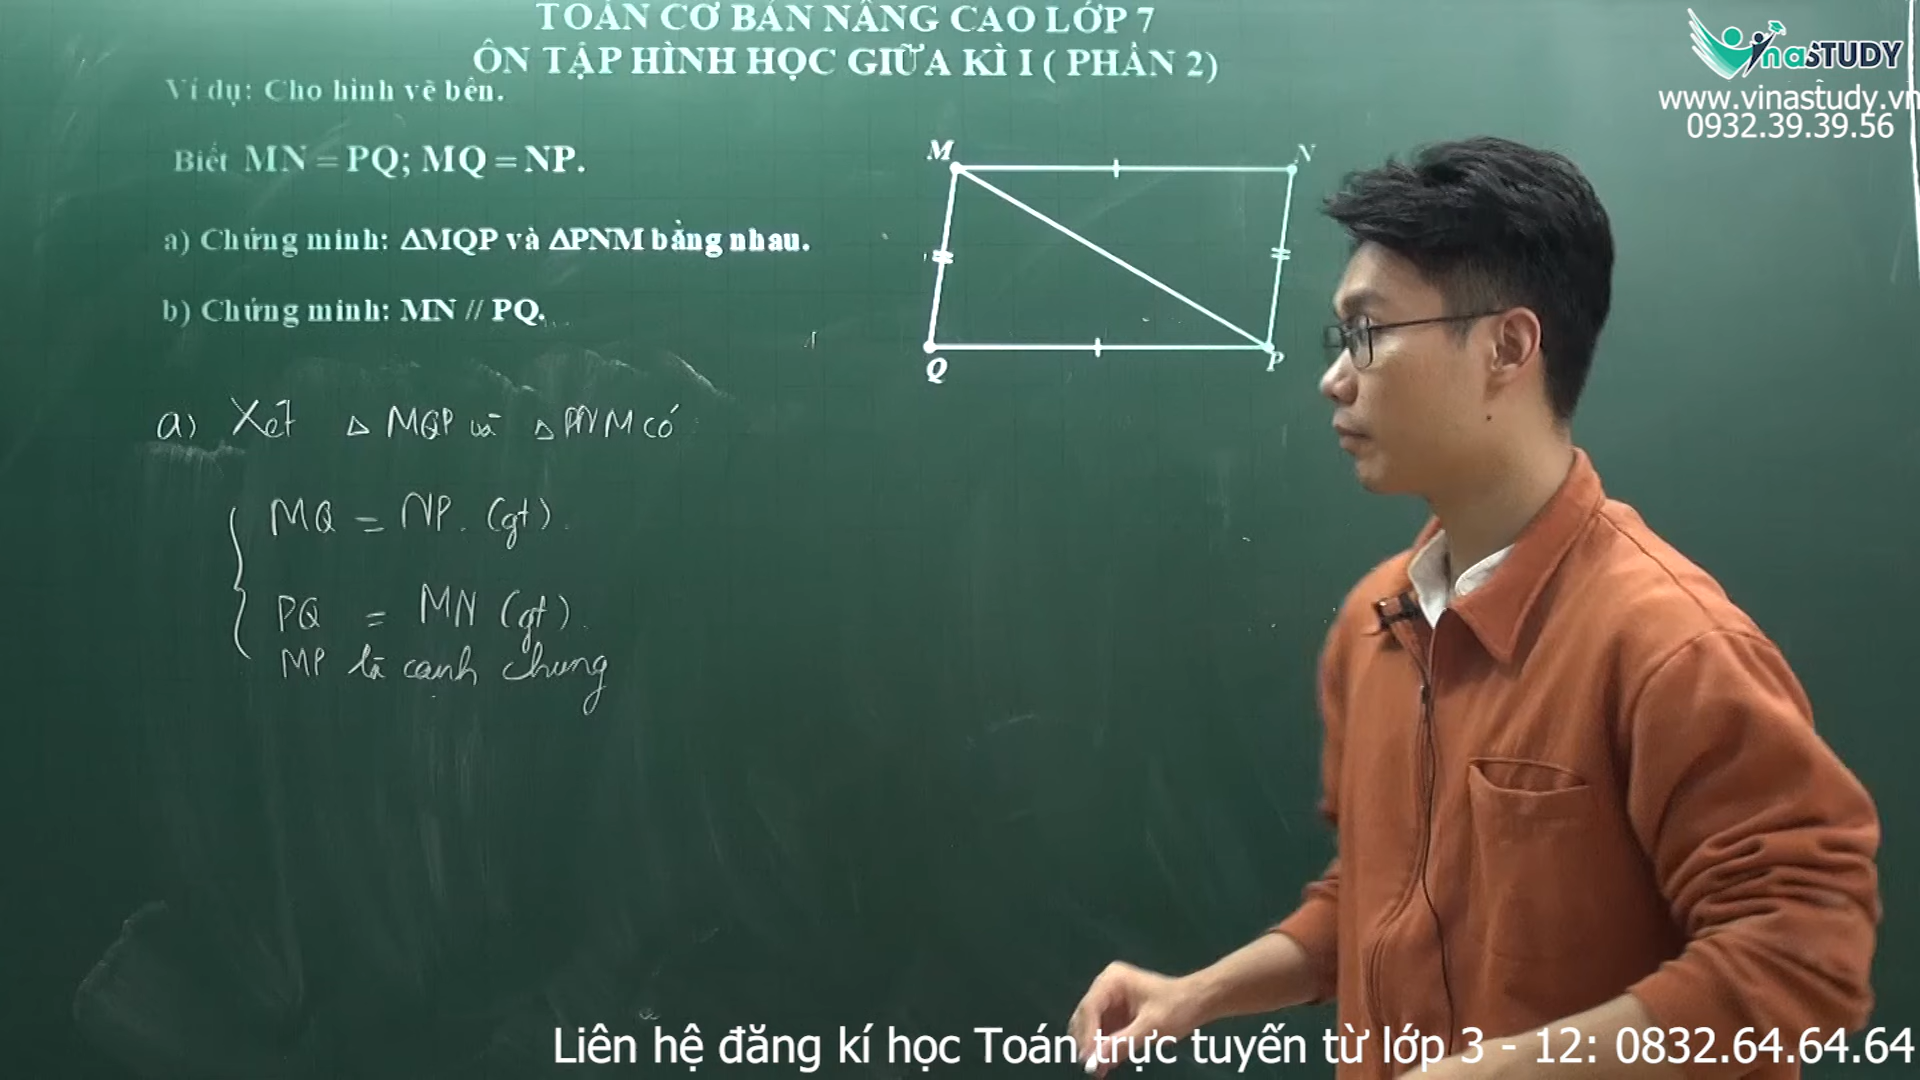 TOÁN CƠ BẢN NÂNG CAO LỚP 7
ÔN TẬP HÌNH HỌC GIỮA KÌ I ( PHẦN 2)
VinaSTUDY
www.vinastudy.vn
0932.39.39.56
Ví dụ: Cho hình vẽ bên.
Biết MN = PQ; MQ = NP.
a) Chứng minh: ΔMQP và ΔPNM bằng nhau.
b) Chứng minh: MN // PQ.
M
N
Q
P
a) Xét Δ MQP và Δ PNM có
MQ = NP. (gt).
PQ = MN (gt).
MP là cạnh chung
Liên hệ đăng kí học Toán trực tuyến từ lớp 3 - 12: 0832.64.64.64